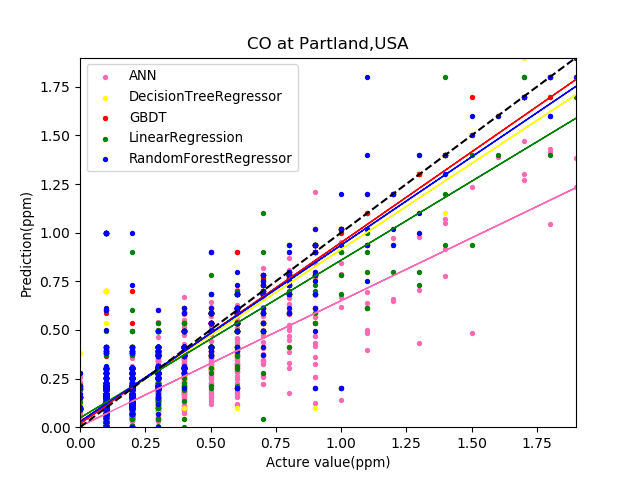 CO at Partland,USA
ANN
DecisionTreeRegressor
GBDT
LinearRegression
RandomForestRegressor
Prediction(ppm)
1.75
1.50
1.25
1.00
0.75
0.50
0.25
0.00
0.00 0.25 0.50 0.75 1.00 1.25 1.50 1.75
Acture value(ppm)